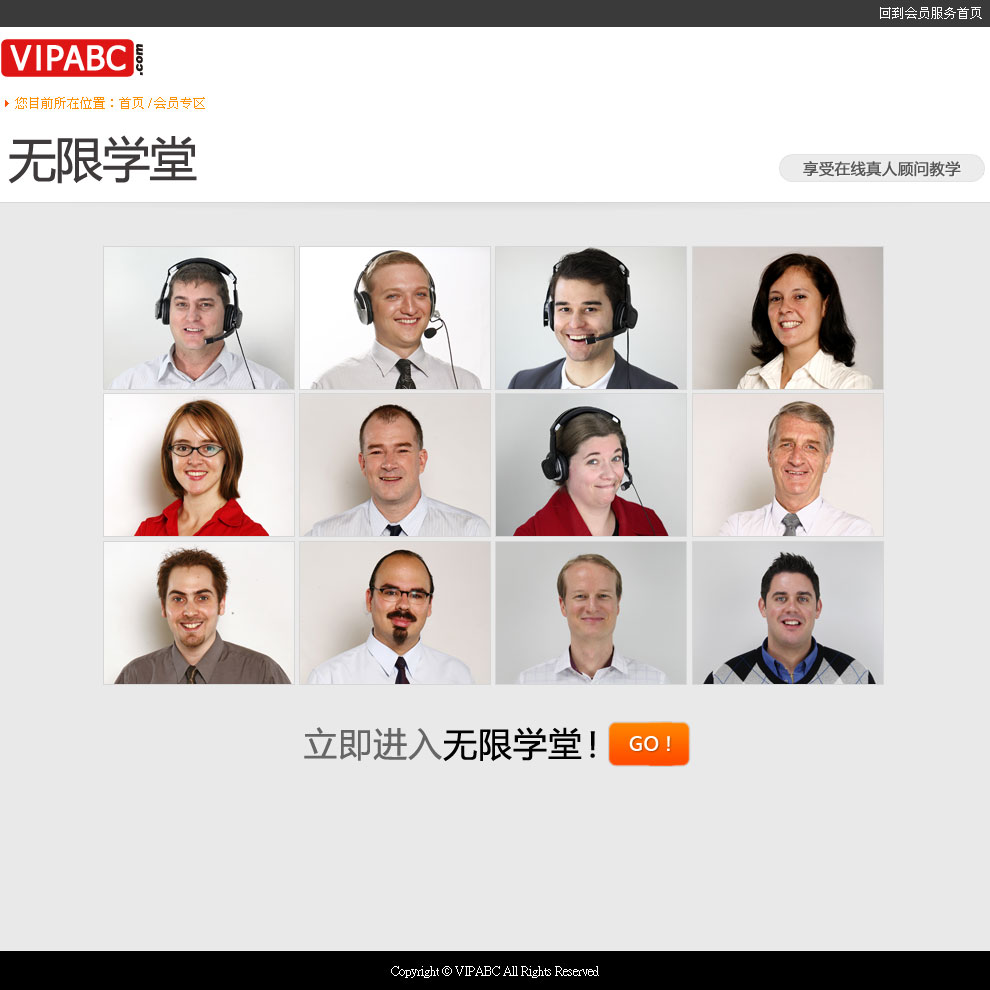 回到会员服务首页
VIPABC.com
您目前所在位置：首页 / 会员专区
无限学堂
享受在线真人顾问教学
立即进入无限学堂！ GO！
Copyright © VIPABC All Rights Reserved